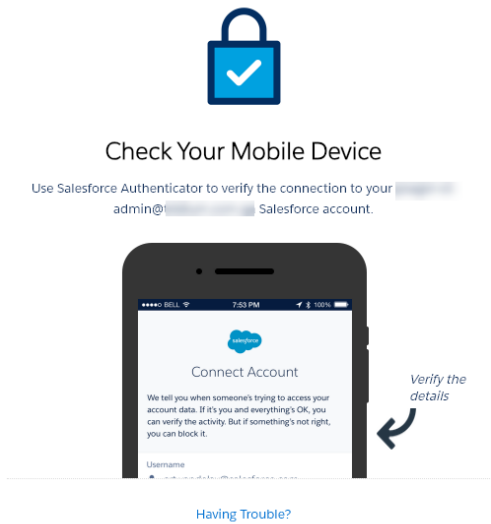 Check Your Mobile Device
Use Salesforce Authenticator to verify the connection to your
admin@ Salesforce account.
BELL 7:53 PM 100%
salesforce
Connect Account
We tell you when someone's trying to access your
account data. If it's you and everything's OK, you
can verify the activity. But if something's not right,
you can block it.
Verify the
details
Username
Having Trouble?